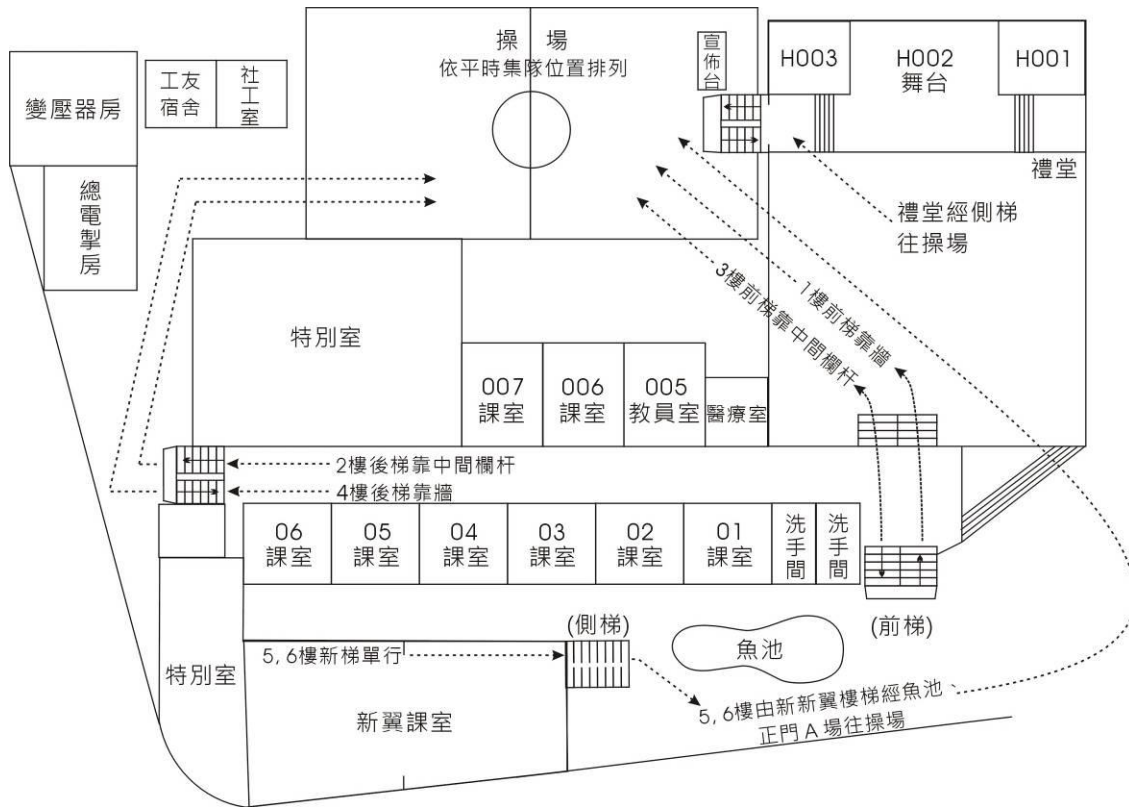 操 場
依平時集隊位置排列
宣佈台
H003
H002
舞台
H001
變壓器房
工友
宿舍
社工室
總電掣房
禮堂
禮堂經側梯
往操場
1樓前梯靠牆
3樓前梯靠中間欄杆
特別室
007
課室
006
課室
005
教員室
醫療室
2樓後梯靠中間欄杆
4樓後梯靠牆
06
課室
05
課室
04
課室
03
課室
02
課室
01
課室
洗手間
洗手間
(側梯)
(前梯)
魚池
特別室
5, 6樓新梯單行
新翼課室
5, 6樓由新新翼樓梯經魚池、
正門A場往操場